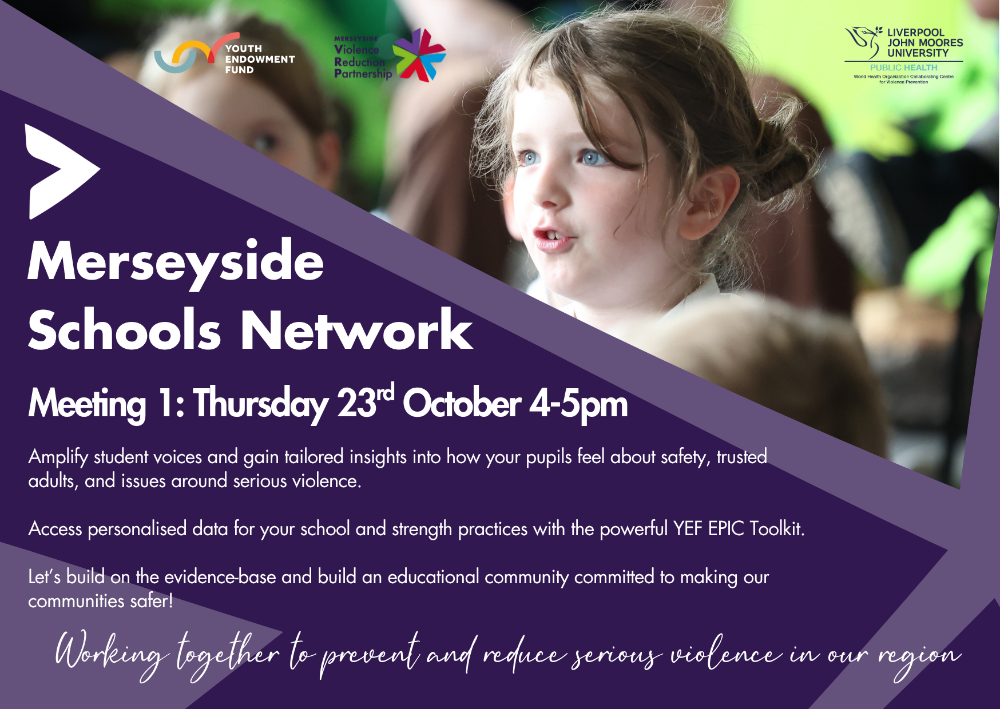 YOUTH
ENDOWMENT
FUND
MERSEYSIDE
Violence
Reduction
Partnership
LIVERPOOL
JOHN MOORES
UNIVERSITY
PUBLIC HEALTH
World Health Organization Collaborating Centre
for Violence Prevention
Merseyside
Schools Network
Meeting 1: Thursday 23rd October 4-5pm
Amplify student voices and gain tailored insights into how your pupils feel about safety, trusted
adults, and issues around serious violence.
Access personalised data for your school and strength practices with the powerful YEF EPIC Toolkit.
Let's build on the evidence-base and build an educational community committed to making our
communities safer!
Working together to prevent and reduce serious violence in our region